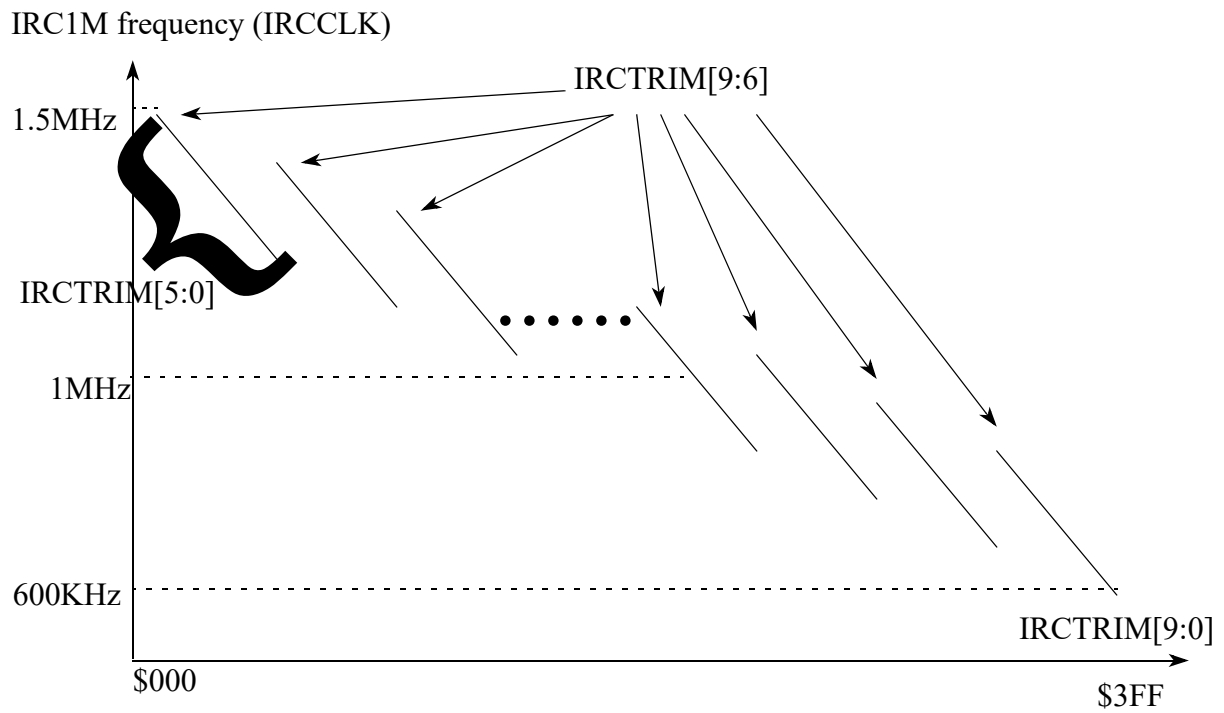 IRC1M frequency (IRCCLK)
IRCTRIM[9:6]
1.5MHz
IRCTRIM[5:0]
......
1MHz
600KHz
IRCTRIM[9:0]
$000
$3FF